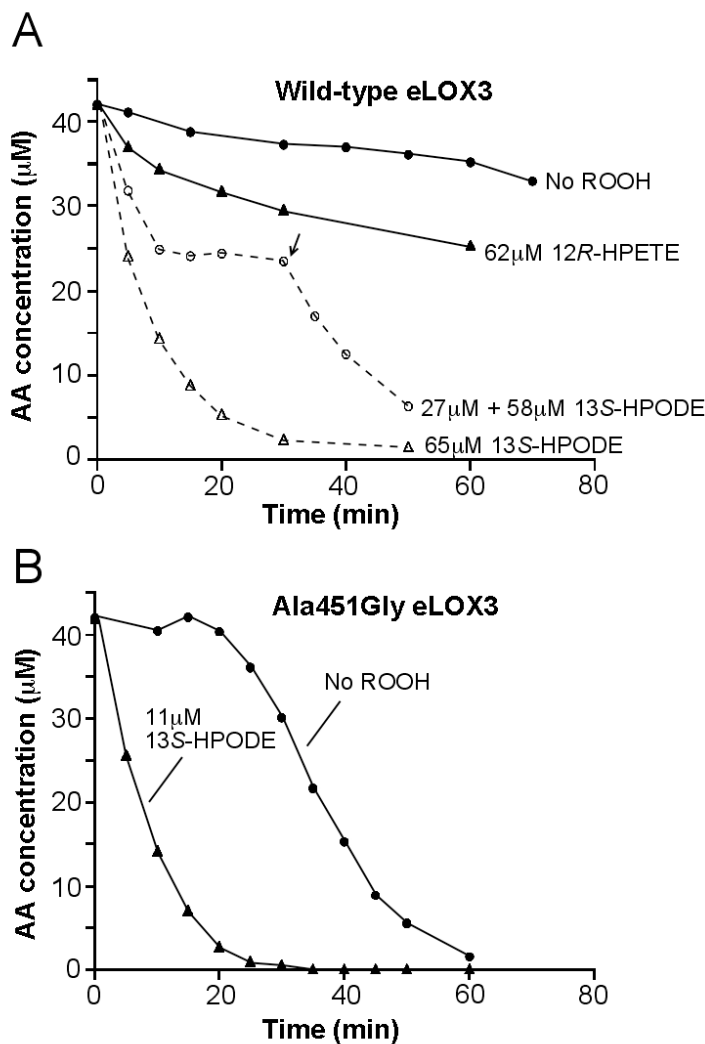 A
Wild-type eLOX3
AA concentration (μM)
40
30
20
10
0
No ROOH
62μM 12R-HPETE
27μM + 58μM 13S-HPODE
65μM 13S-HPODE
0 20 40 60 80
Time (min)
B
Ala451Gly eLOX3
AA concentration (μM)
40
30
20
10
0
No ROOH
11μM
13S-HPODE
0 20 40 60 80
Time (min)